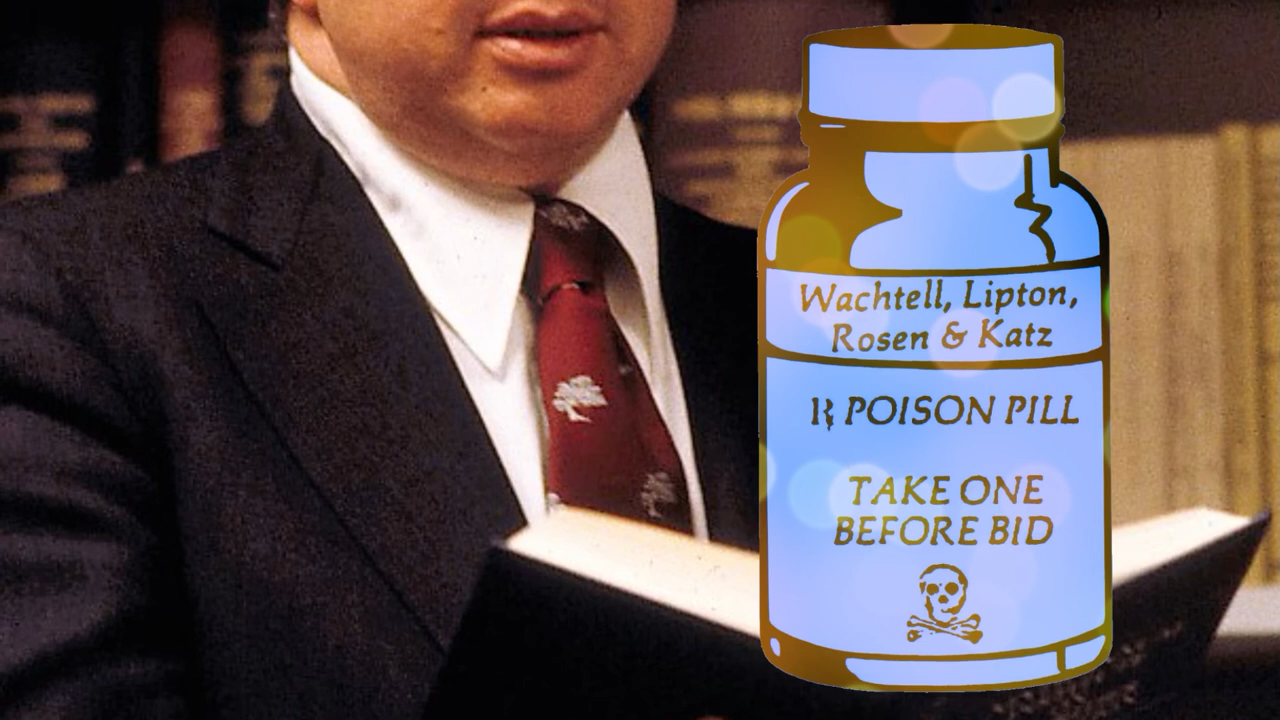 Wachtell, Lipton,
Rosen & Katz
℞ POISON PILL
TAKE ONE
BEFORE BID